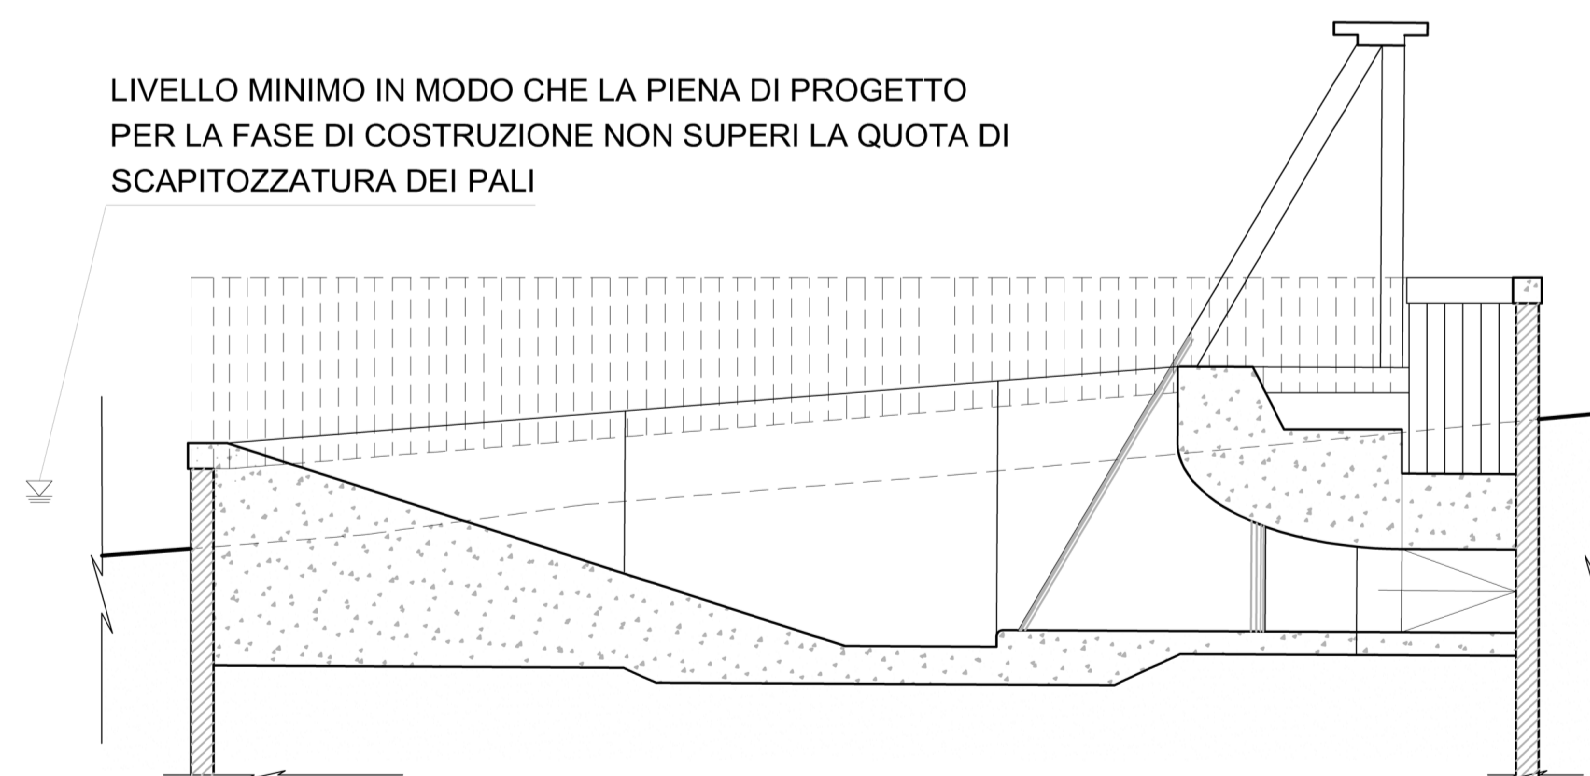 LIVELLO MINIMO IN MODO CHE LA PIENA DI PROGETTO
PER LA FASE DI COSTRUZIONE NON SUPERI LA QUOTA DI
SCAPITOZZATURA DEI PALI